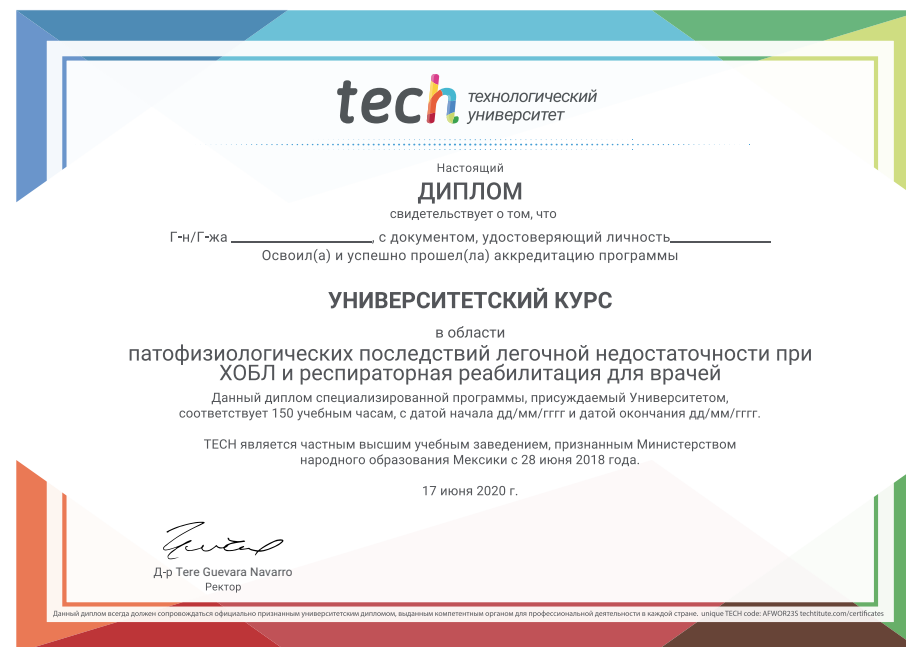 tech технологический
университет
Настоящий
ДИПЛОМ
свидетельствует о том, что
Г-н/Г-жа ____________, с документом, удостоверяющий личность____________
Освоил(а) и успешно прошел(ла) аккредитацию программы
УНИВЕРСИТЕТСКИЙ КУРС
в области
патофизиологических последствий легочной недостаточности при
ХОБЛ и респираторная реабилитация для врачей
Данный диплом специализированной программы, присуждаемый Университетом,
соответствует 150 учебным часам, с датой начала дд/мм/гггг и датой окончания дд/мм/гггг.
TECH является частным высшим учебным заведением, признанным Министерством
народного образования Мексики с 28 июня 2018 года.
17 июня 2020 г.
Д-р Tere Guevara Navarro
Ректор
Данный диплом всегда должен сопровождаться официально признанным университетским дипломом, выданным компетентным органом для профессиональной деятельности в каждой стране. unique TECH code: AFWOR23S techtitute.com/certificates